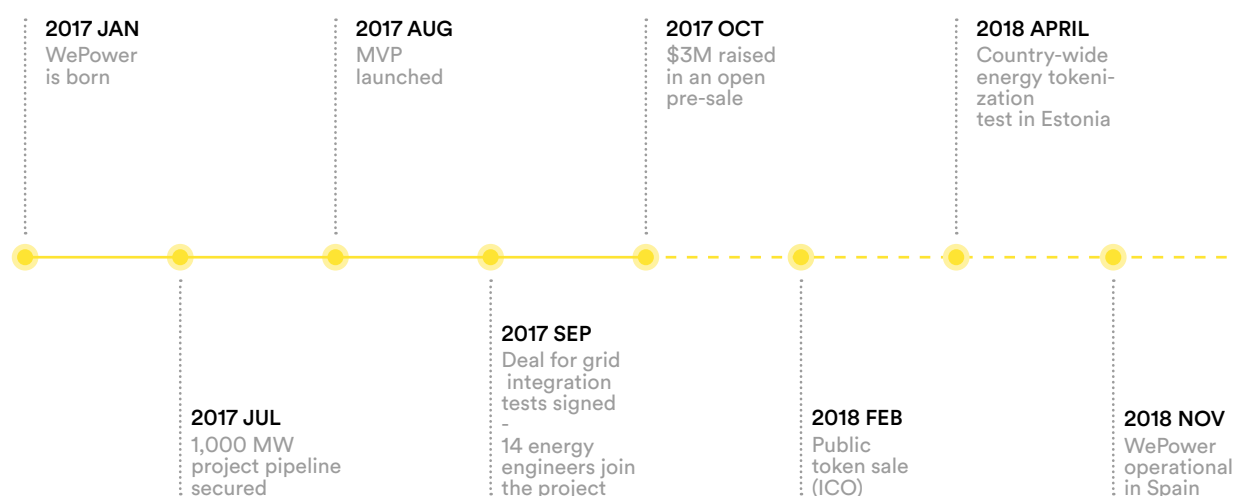 2017 JAN
WePower
is born
2017 AUG
MVP
launched
2017 OCT
$3M raised
in an open
pre-sale
2018 APRIL
Country-wide
energy tokeni-
zation
test in Estonia
2017 JUL
1,000 MW
project pipeline
secured
2017 SEP
Deal for grid
integration
tests signed
-
14 energy
engineers join
the project
2018 FEB
Public
token sale
(ICO)
2018 NOV
WePower
operational
in Spain